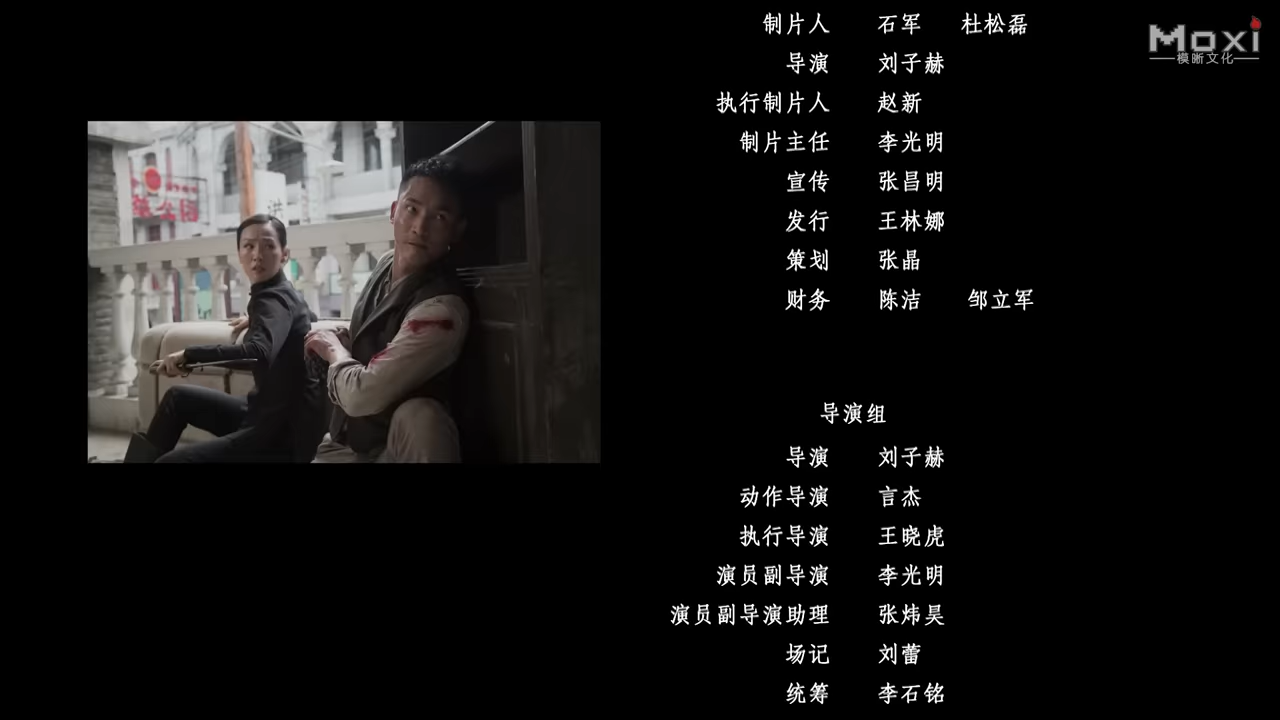 制片人 石军 杜松磊
导演 刘子赫
执行制片人 赵新
制片主任 李光明
宣传 张昌明
发行 王林娜
策划 张晶
财务 陈洁 邹立军
导演组
导演 刘子赫
动作导演 言杰
执行导演 王晓虎
演员副导演 李光明
演员副导演助理 张炜昊
场记 刘蕾
统筹 李石铭
Moxi
模晰文化